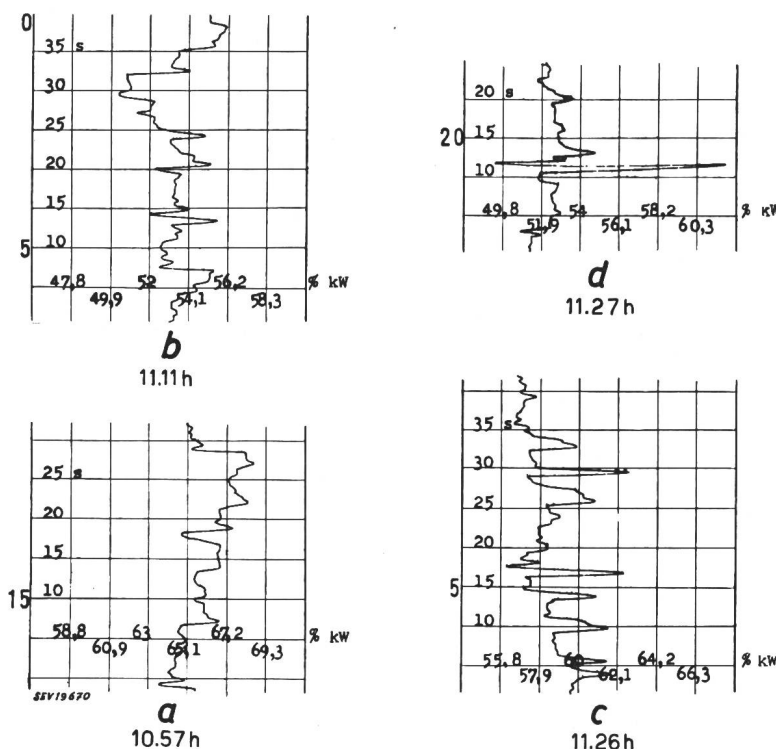 0
35 s
30
25
20
15
5
10
47,8 52 56,2 % kW
49,9 54,1 58,3
b
11.11 h
20 s
15
20
10
49,8 54 58,2 % kW
51,9 56,1 60,3
d
11.27 h
25 s
20
15
15
10
58,8 63 67,2 % kW
60,9 65,1 69,3
SEV19670
a
10.57 h
35 s
30
25
20
5
15
10
55,8 60 64,2 % kW
57,9 62,1 66,3
c
11.26 h